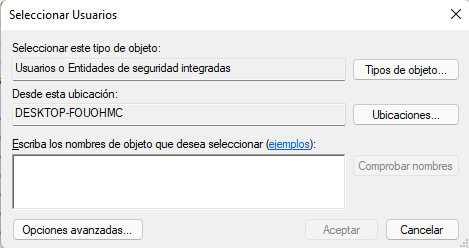 Seleccionar Usuarios
Seleccionar este tipo de objeto:
Usuarios o Entidades de seguridad integradas
Tipos de objeto...
Desde esta ubicación:
DESKTOP-FOUOHMC
Ubicaciones...
Escriba los nombres de objeto que desea seleccionar (ejemplos):
Comprobar nombres
Opciones avanzadas...
Aceptar
Cancelar